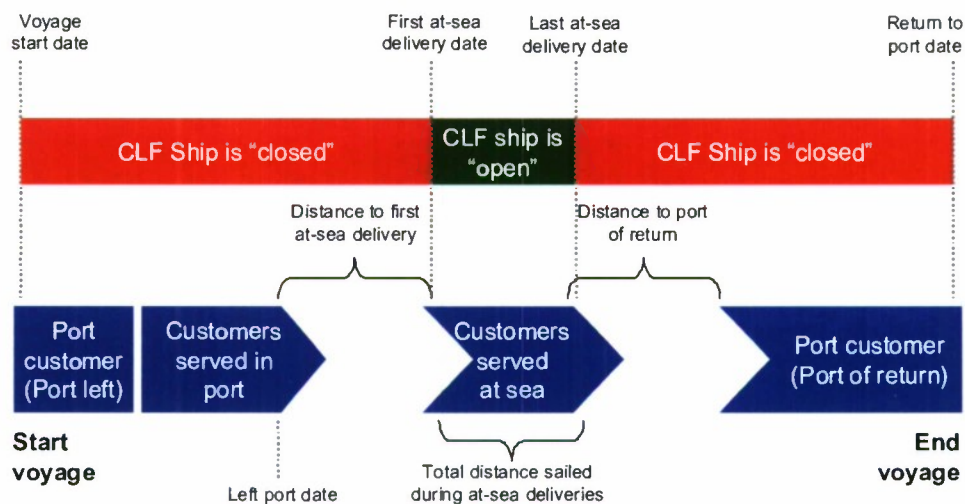 Voyage
start date
First at-sea
delivery date
Last at-sea
delivery date
Return to
port date
CLF Ship is “closed”
CLF ship is
“open”
CLF Ship is “closed”
Distance to first
at-sea delivery
Distance to port
of return
Port
customer
(Port left)
Customers
served in
port
Customers
served
at sea
Port customer
(Port of return)
Start
voyage
Left port date
Total distance sailed
during at-sea deliveries
End
voyage